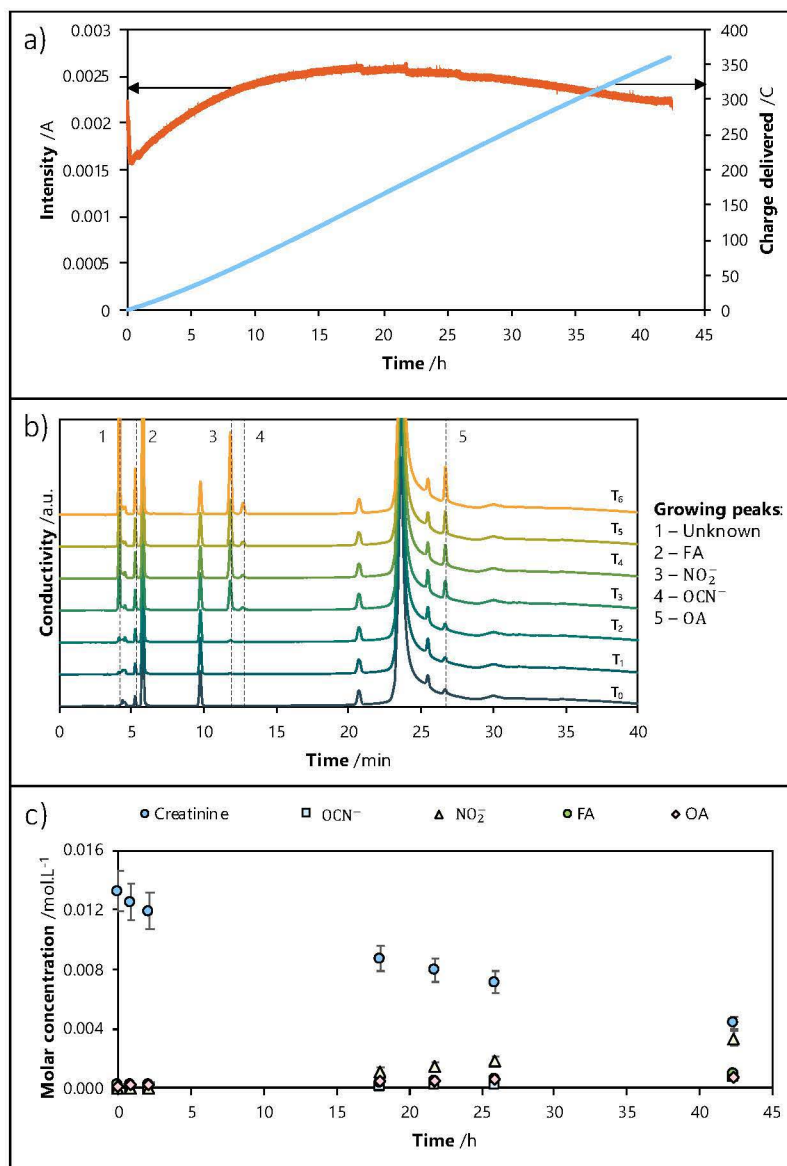 a)
0.003
0.0025
0.002
0.0015
0.001
0.0005
0
Intensity /A
400
350
300
250
200
150
100
50
0
Charge delivered /C
0 5 10 15 20 25 30 35 40 45
Time /h
b)
1 2 3 4 5
Conductivity /a.u.
T₆
T₅
T₄
T₃
T₂
T₁
T₀
0 5 10 15 20 25 30 35 40
Time /min
Growing peaks:
1 – Unknown
2 – FA
3 – NO₂⁻
4 – OCN⁻
5 – OA
c)
Creatinine OCN⁻ NO₂⁻ FA OA
0.016
0.012
0.008
0.004
0.000
Molar concentration /mol.L⁻¹
0 5 10 15 20 25 30 35 40 45
Time /h